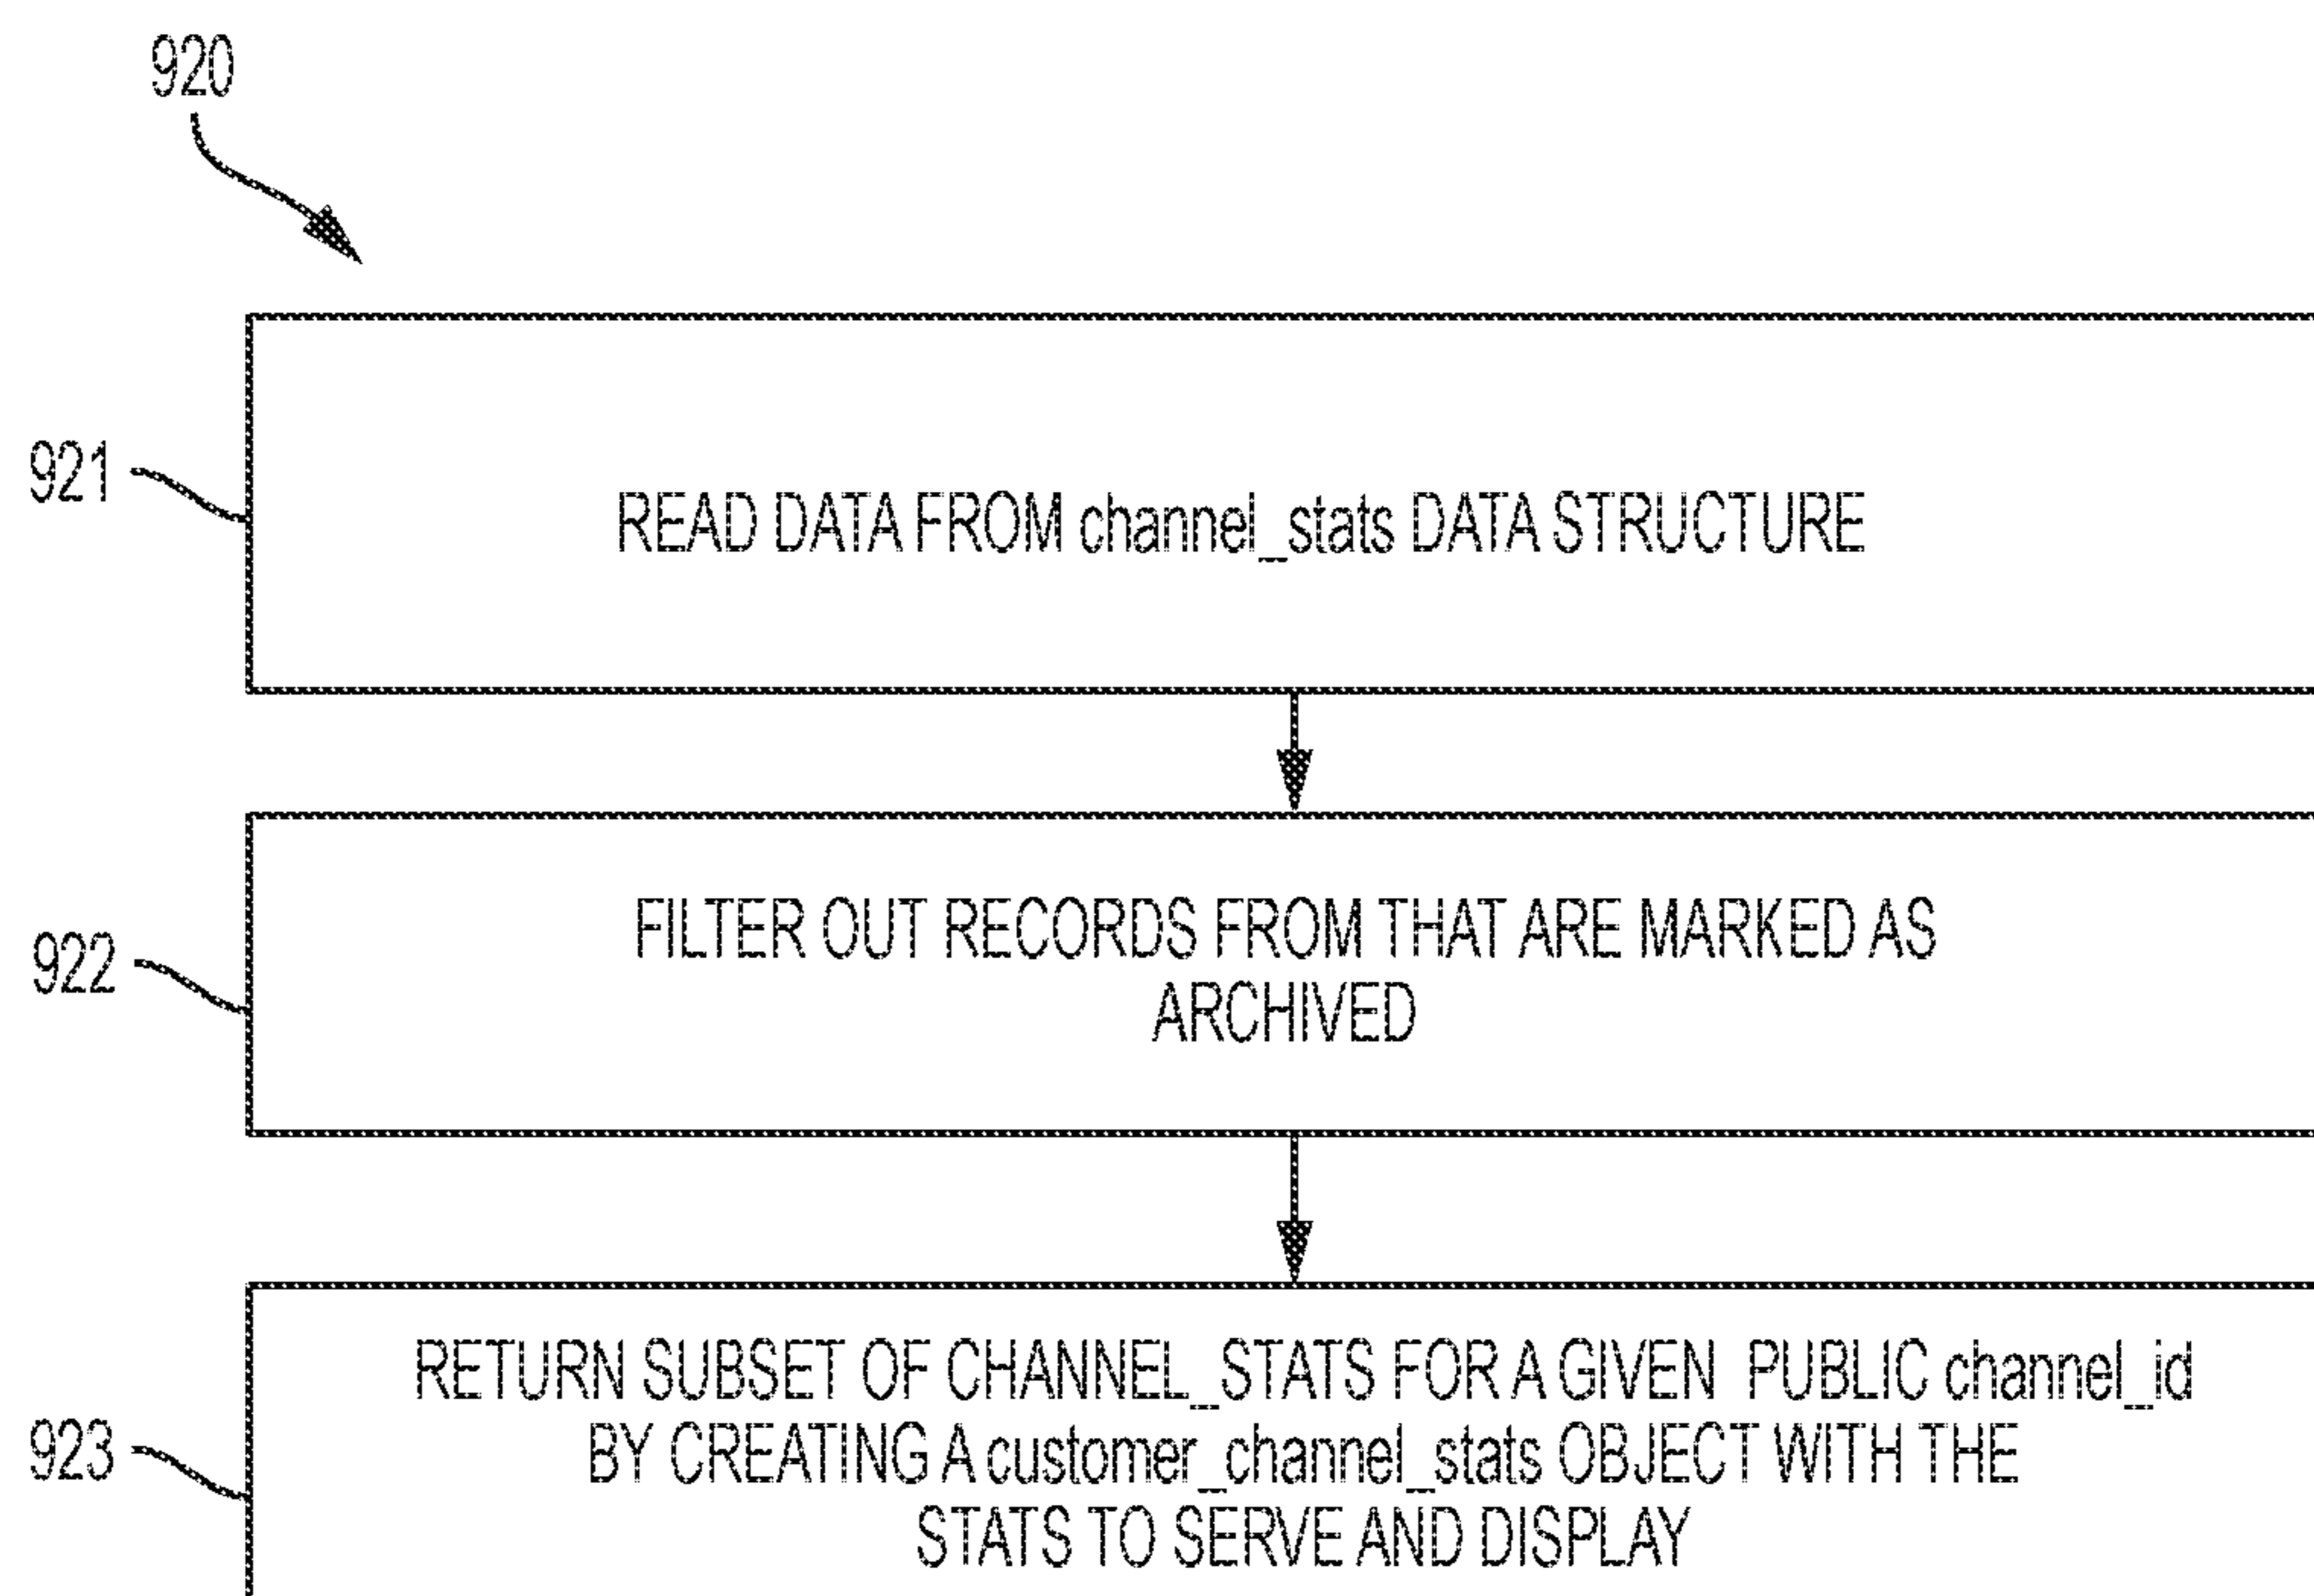 920
921
READ DATA FROM channel_stats DATA STRUCTURE
922
FILTER OUT RECORDS FROM THAT ARE MARKED AS
ARCHIVED
923
RETURN SUBSET OF CHANNEL_STATS FOR A GIVEN PUBLIC channel_id
BY CREATING A customer_channel_stats OBJECT WITH THE
STATS TO SERVE AND DISPLAY